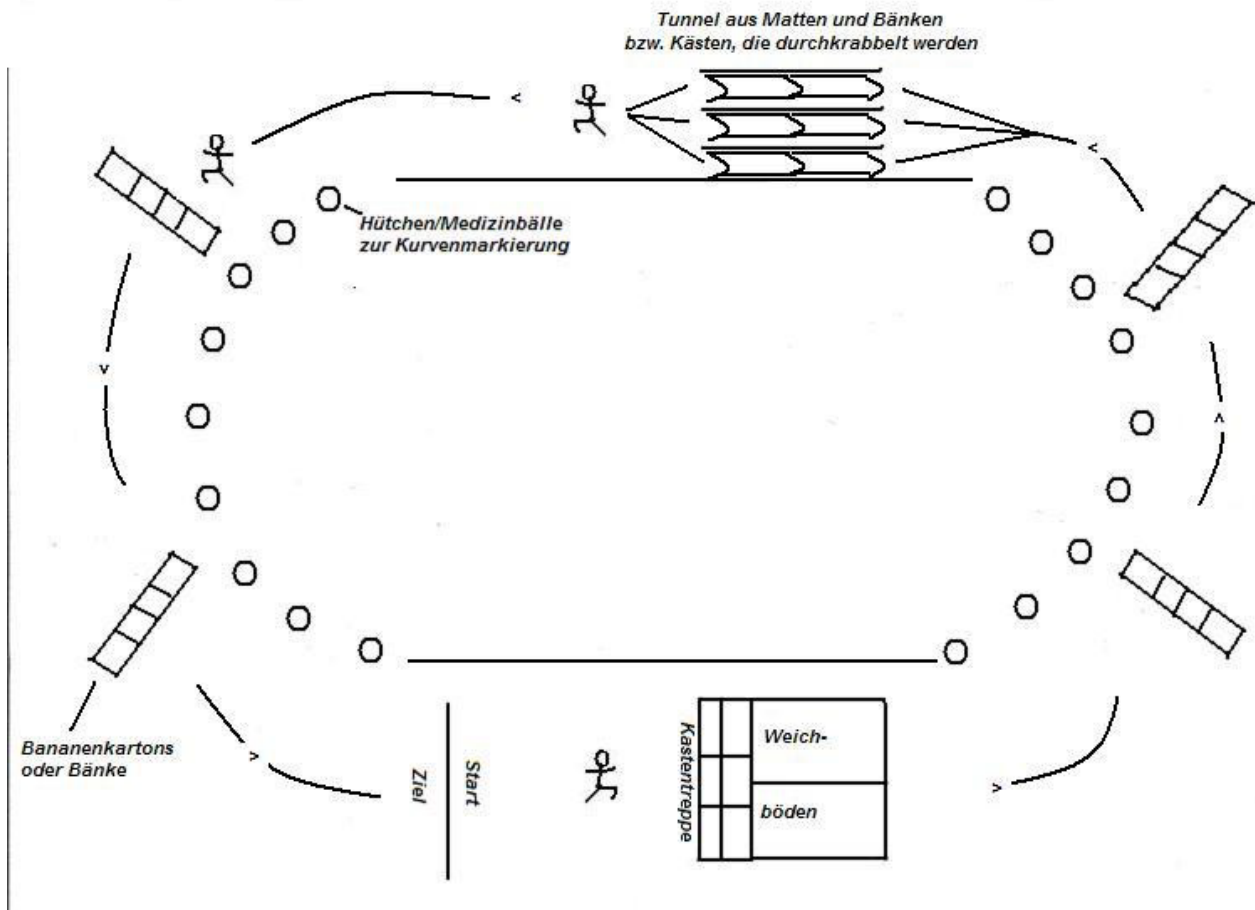 Tunnel aus Matten und Bänken
bzw. Kästen, die durchkrabbelt werden
Hütchen/Medizinbälle
zur Kurvenmarkierung
Bananenkartons
oder Bänke
Ziel
Start
Kastentreppe
Weich-
böden